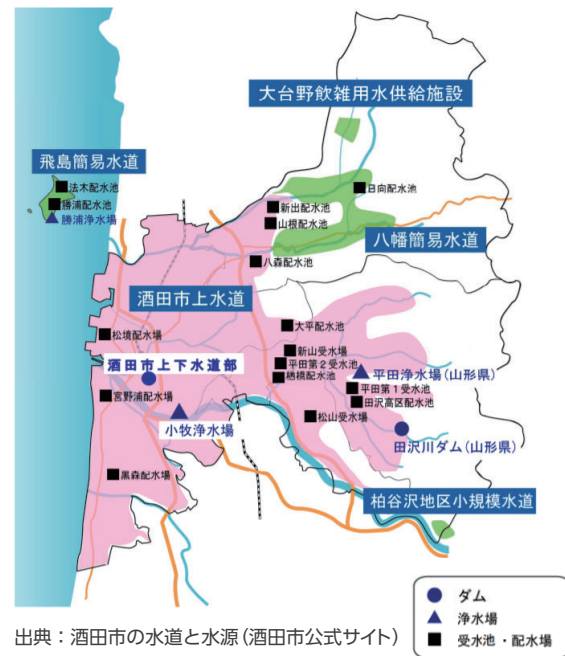 大台野飲雑用水供給施設
飛島簡易水道
法木配水池
勝浦配水池
勝浦浄水場
日向配水池
新出配水池
山根配水池
八幡簡易水道
八森配水池
酒田市上水道
大平配水池
松境配水場
新山受水場
平田第2受水池
楢橋配水池
酒田市上下水道部
平田浄水場(山形県)
平田第1受水池
田沢高区配水池
宮野浦配水場
松山受水場
小牧浄水場
田沢川ダム(山形県)
黒森配水場
柏谷沢地区小規模水道
ダム
浄水場
受水池・配水場
出典:酒田市の水道と水源(酒田市公式サイト)